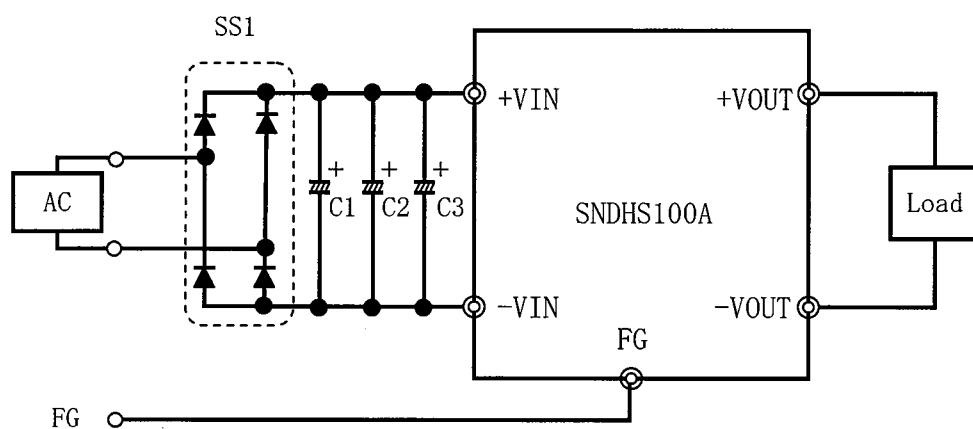 SS1
+VIN
+VOUT
AC
+
C1
+
C2
+
C3
SNDHS100A
Load
-VIN
-VOUT
FG
FG